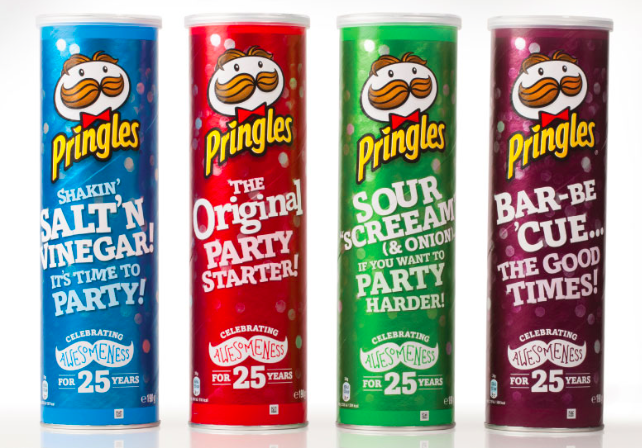 Pringles
SHAKIN'
SALT'N
VINEGAR!
IT'S TIME TO
PARTY!
CELEBRATING
AWESOMENESS
FOR 25 YEARS
Pringles
THE
Original
PARTY
STARTER!
CELEBRATING
AWESOMENESS
FOR 25 YEARS
Pringles
SOUR
"SCREEAM
(& ONION)
IF YOU WANT TO
PARTY
HARDER!
CELEBRATING
AWESOMENESS
FOR 25 YEARS
Pringles
BAR-BE
'CUE...
THE GOOD
TIMES!
CELEBRATING
AWESOMENESS
FOR 25 YEARS